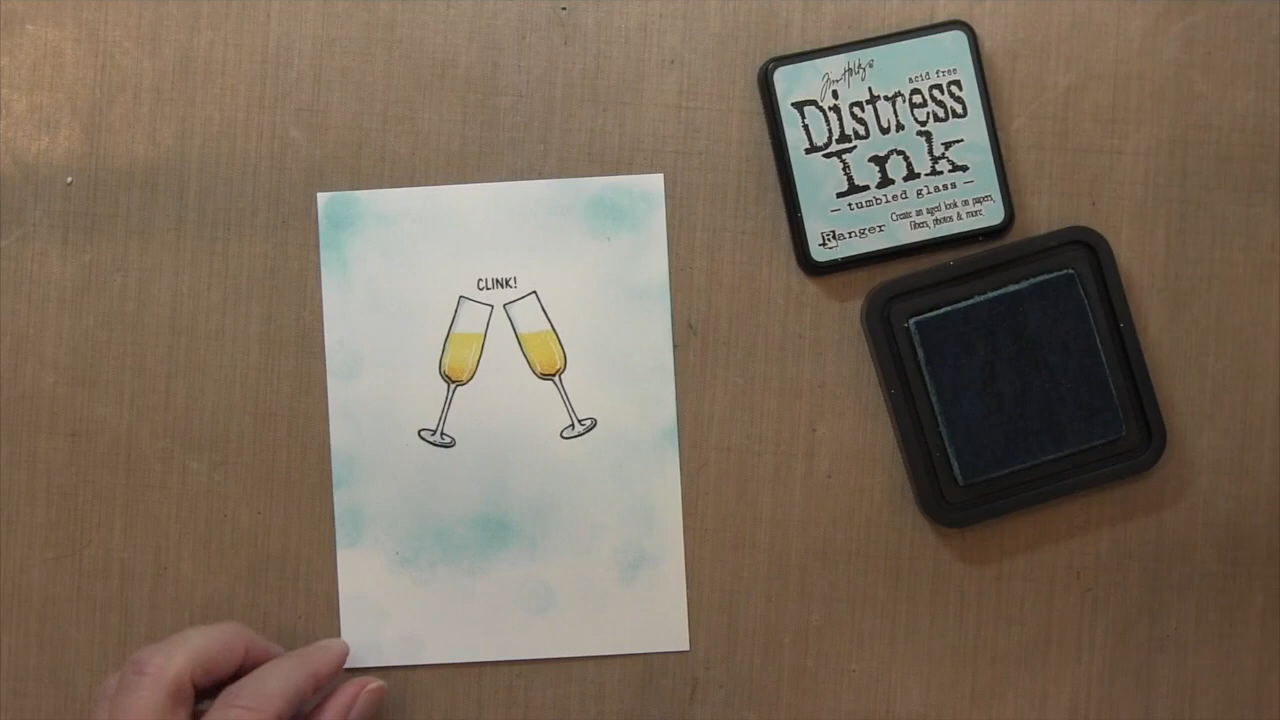 CLINK!
Tim Holtz®
acid free
Distress
Ink
— tumbled glass —
Create an aged look on papers,
fibers, photos & more.
Ranger